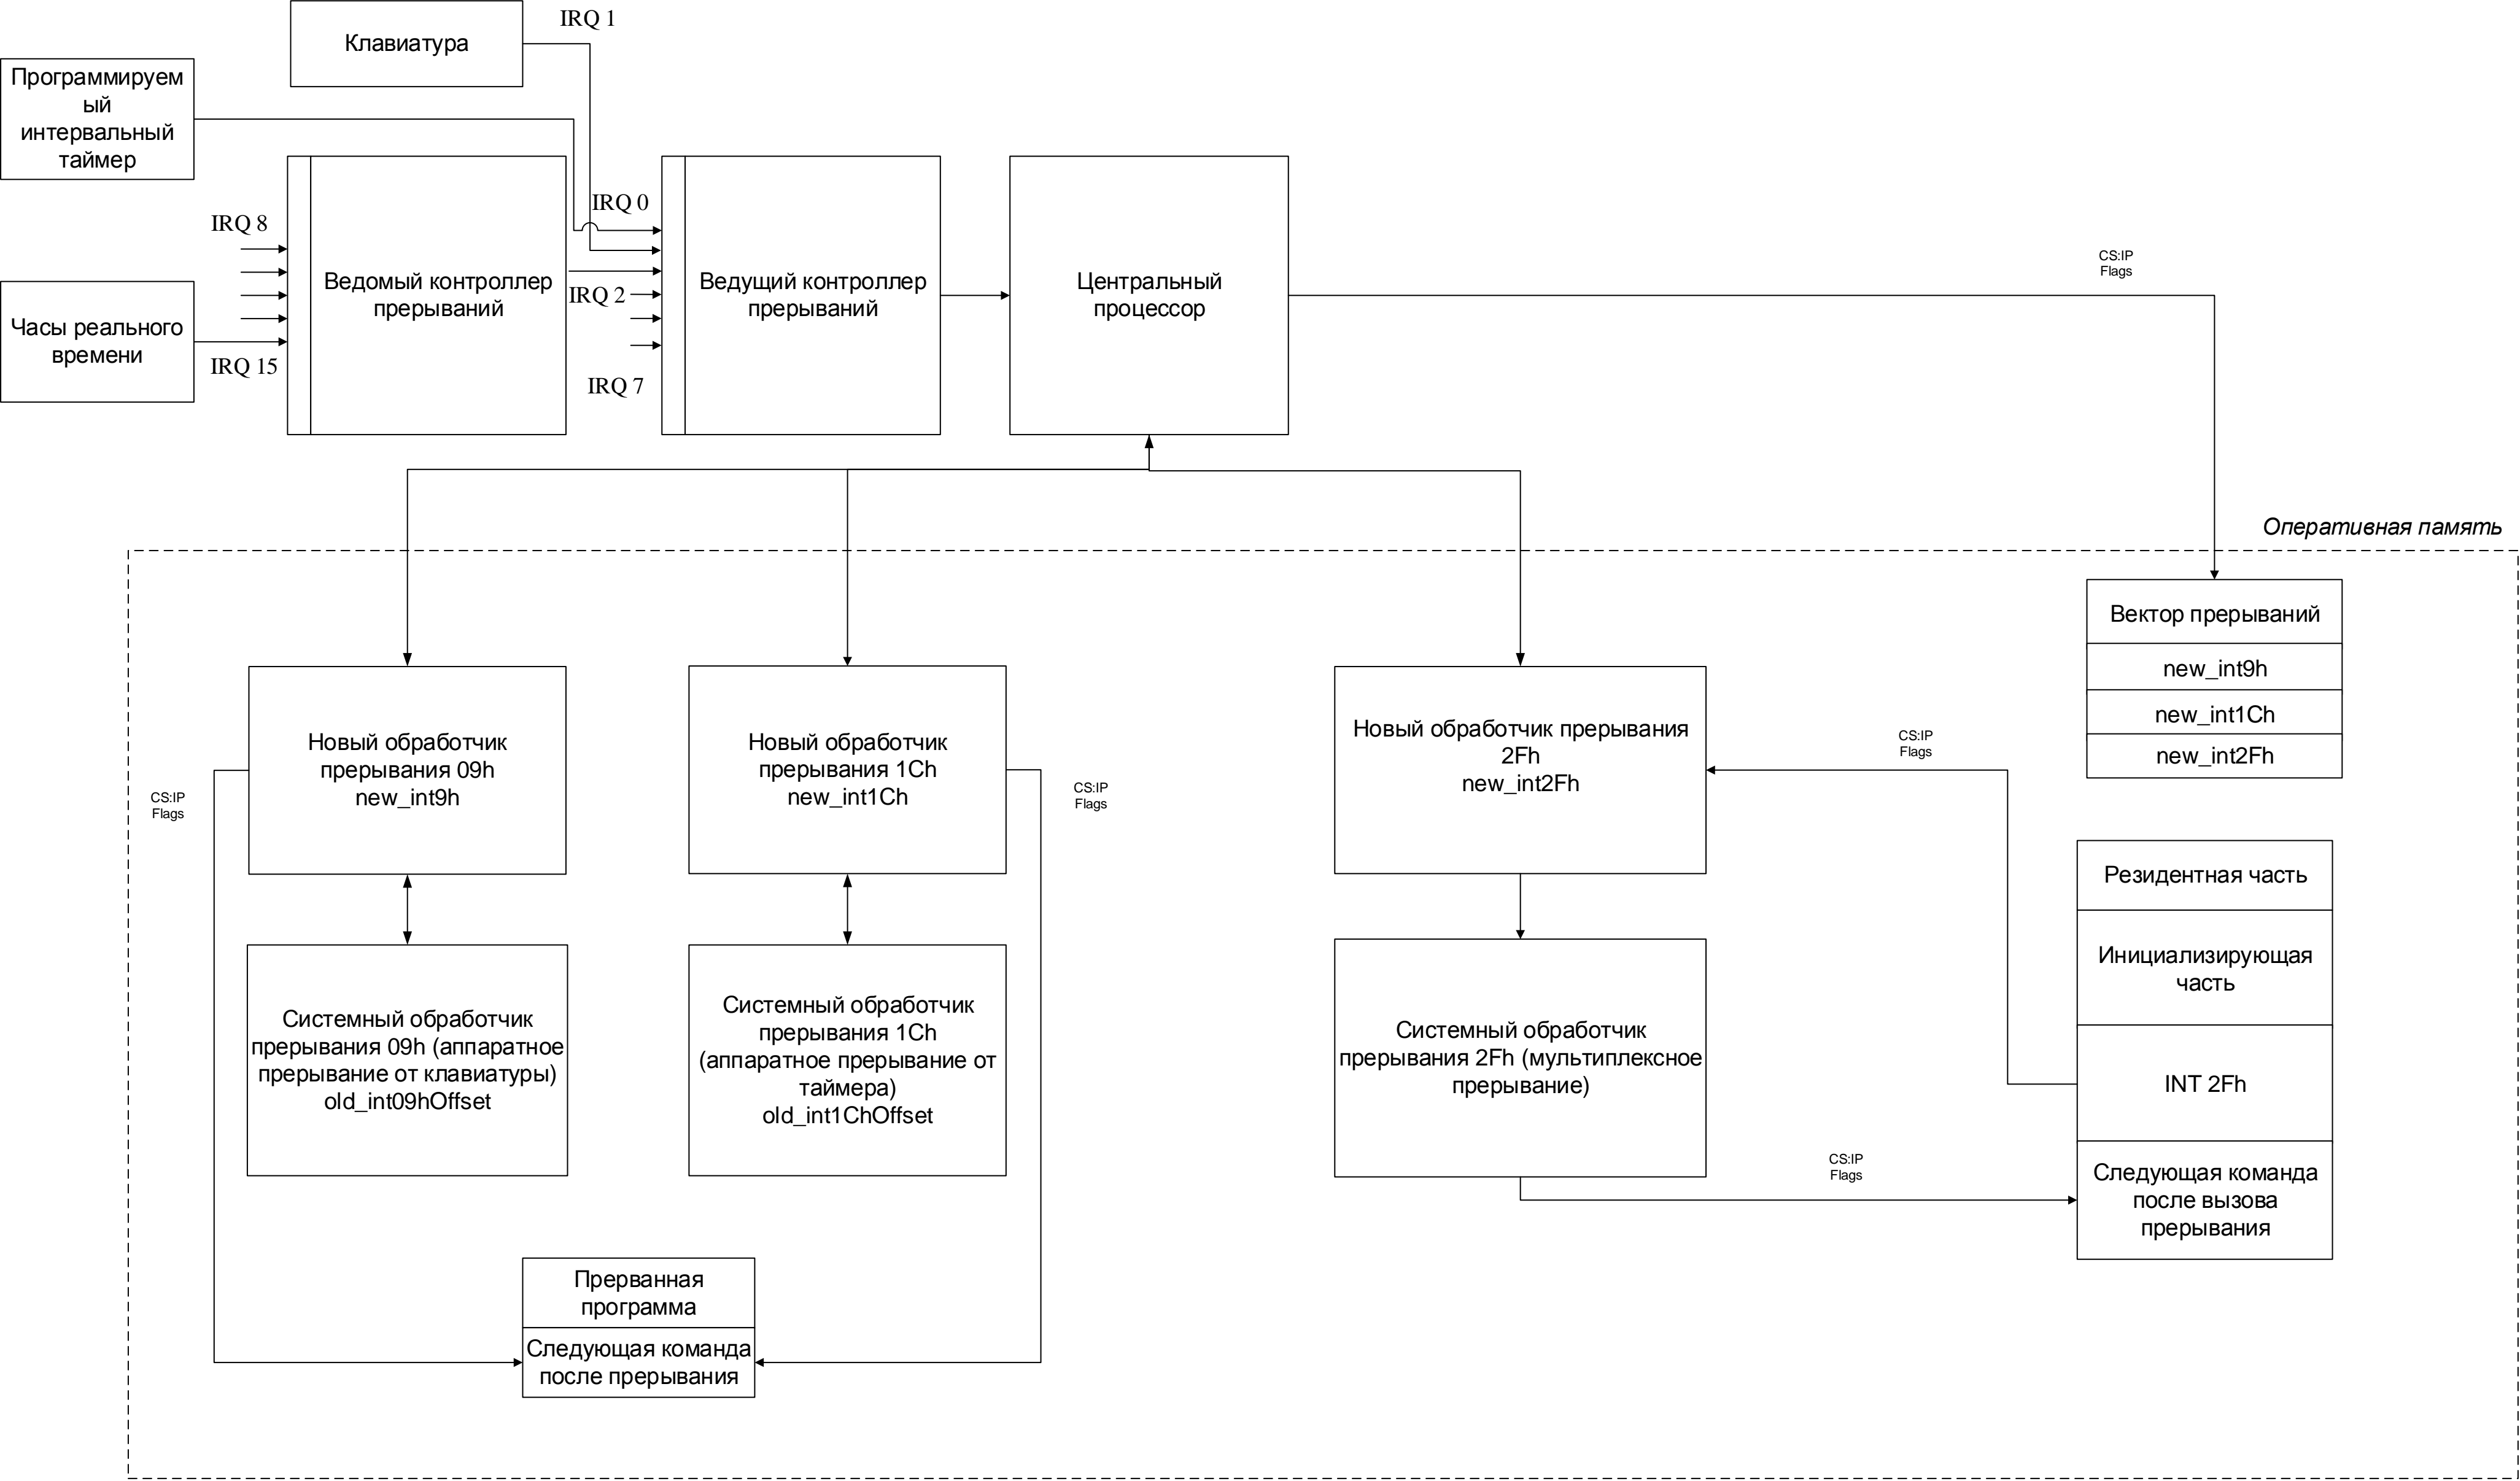 IRQ 1
Клавиатура
Программируем
ый
интервальный
таймер
IRQ 0
IRQ 8
Ведомый контроллер
прерываний
IRQ 2
Ведущий контроллер
прерываний
Центральный
процессор
CS:IP
Flags
Часы реального
времени
IRQ 15
IRQ 7
Оперативная память
Вектор прерываний
new_int9h
new_int1Ch
new_int2Fh
Новый обработчик
прерывания 09h
new_int9h
Новый обработчик
прерывания 1Ch
new_int1Ch
Новый обработчик прерывания
2Fh
new_int2Fh
CS:IP
Flags
CS:IP
Flags
CS:IP
Flags
Резидентная часть
Инициализирующая
часть
INT 2Fh
Следующая команда
после вызова
прерывания
Системный обработчик
прерывания 09h (аппаратное
прерывание от клавиатуры)
old_int09hOffset
Системный обработчик
прерывания 1Ch
(аппаратное прерывание от
таймера)
old_int1ChOffset
Системный обработчик
прерывания 2Fh (мультиплексное
прерывание)
CS:IP
Flags
Прерванная
программа
Следующая команда
после прерывания